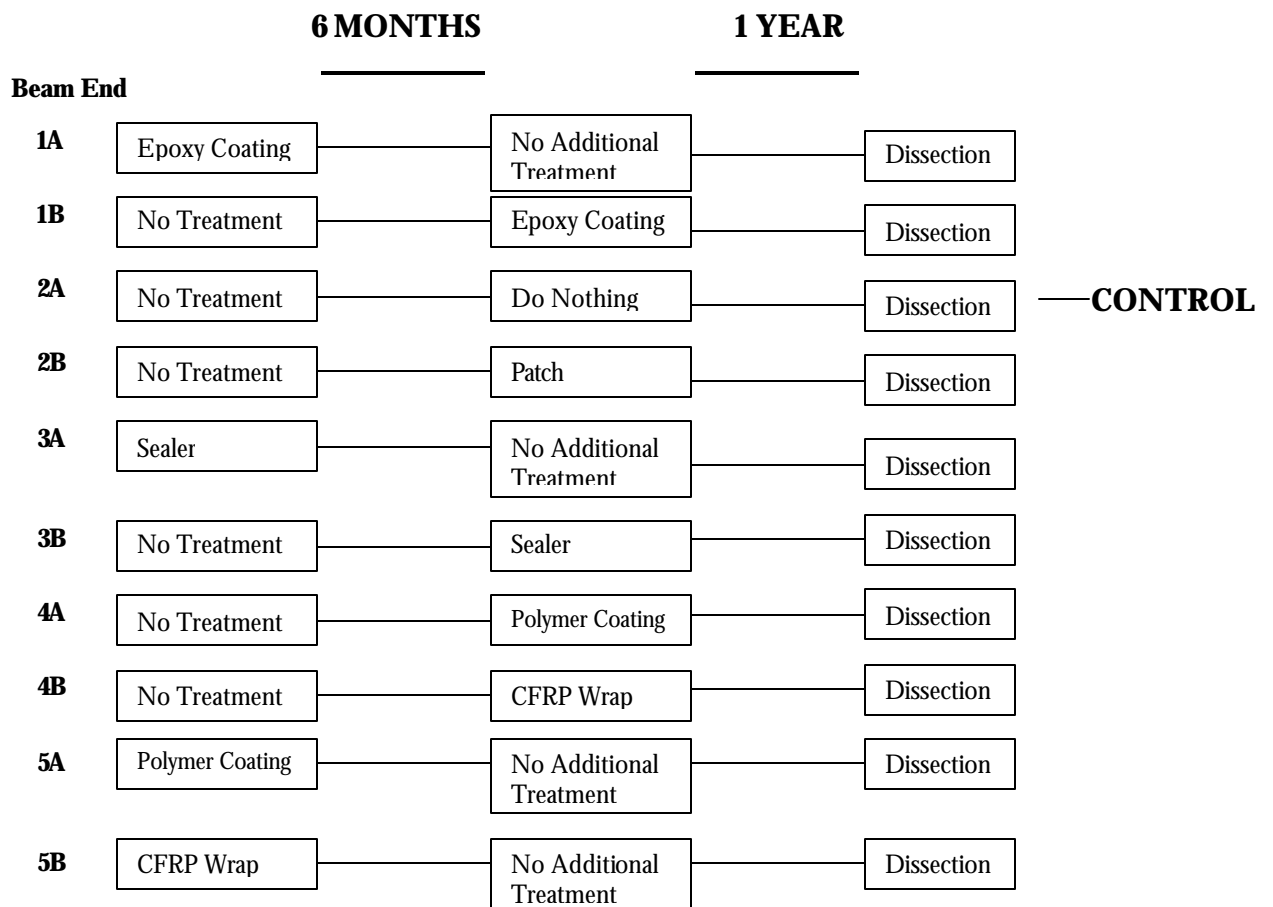 6 MONTHS
1 YEAR
Beam End
1A
Epoxy Coating
No Additional
Treatment
Dissection
1B
No Treatment
Epoxy Coating
Dissection
2A
No Treatment
Do Nothing
Dissection
CONTROL
2B
No Treatment
Patch
Dissection
3A
Sealer
No Additional
Treatment
Dissection
3B
No Treatment
Sealer
Dissection
4A
No Treatment
Polymer Coating
Dissection
4B
No Treatment
CFRP Wrap
Dissection
5A
Polymer Coating
No Additional
Treatment
Dissection
5B
CFRP Wrap
No Additional
Treatment
Dissection